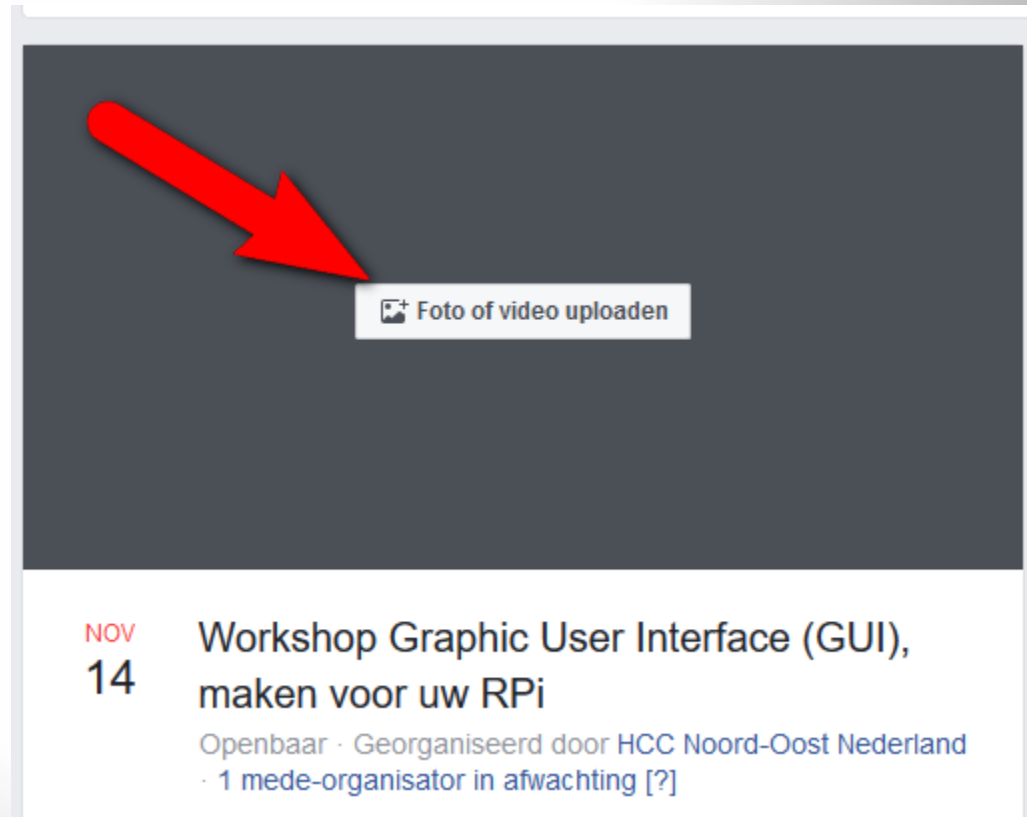 Foto of video uploaden
NOV
14
Workshop Graphic User Interface (GUI),
maken voor uw RPi
Openbaar · Georganiseerd door HCC Noord-Oost Nederland
· 1 mede-organisator in afwachting [?]